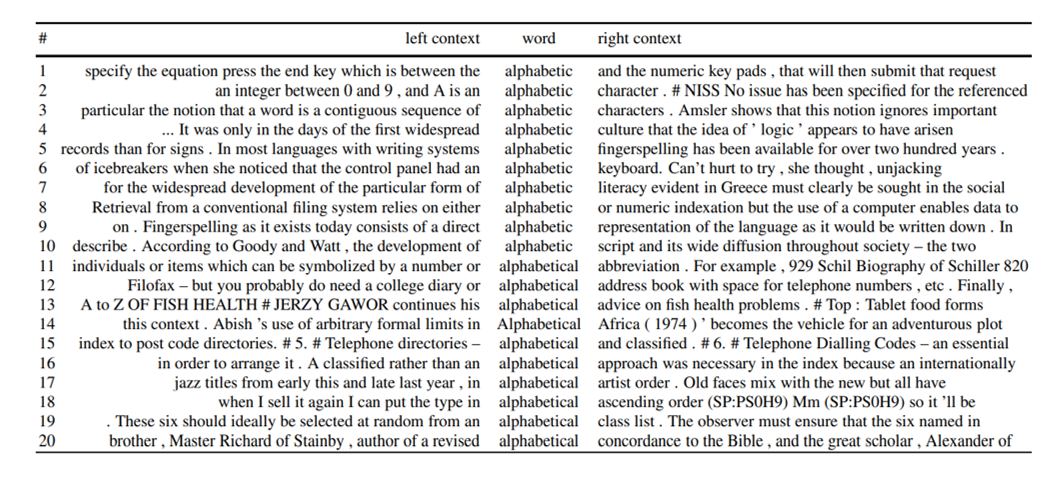 # left context word right context
1 specify the equation press the end key which is between the alphabetic and the numeric key pads , that will then submit that request
2 an integer between 0 and 9 , and A is an alphabetic character . # NISS No issue has been specified for the referenced
3 particular the notion that a word is a contiguous sequence of alphabetic characters . Amsler shows that this notion ignores important
4 ... It was only in the days of the first widespread alphabetic culture that the idea of ’ logic ’ appears to have arisen
5 records than for signs . In most languages with writing systems alphabetic fingerspelling has been available for over two hundred years .
6 of icebreakers when she noticed that the control panel had an alphabetic keyboard. Can’t hurt to try , she thought , unjacking
7 for the widespread development of the particular form of alphabetic literacy evident in Greece must clearly be sought in the social
8 Retrieval from a conventional filing system relies on either alphabetic or numeric indexation but the use of a computer enables data to
9 on . Fingerspelling as it exists today consists of a direct alphabetic representation of the language as it would be written down . In
10 describe . According to Goody and Watt , the development of alphabetic script and its wide diffusion throughout society – the two
11 individuals or items which can be symbolized by a number or alphabetical abbreviation . For example , 929 Schil Biography of Schiller 820
12 Filofax – but you probably do need a college diary or alphabetical address book with space for telephone numbers , etc . Finally ,
13 A to Z OF FISH HEALTH # JERZY GAWOR continues his alphabetical advice on fish health problems . # Top : Tablet food forms
14 this context . Abish ’s use of arbitrary formal limits in Alphabetical Africa ( 1974 ) ’ becomes the vehicle for an adventurous plot
15 index to post code directories. # 5. # Telephone directories – alphabetical and classified . # 6. # Telephone Dialling Codes – an essential
16 in order to arrange it . A classified rather than an alphabetical approach was necessary in the index because an internationally
17 jazz titles from early this and late last year , in alphabetical artist order . Old faces mix with the new but all have
18 when I sell it again I can put the type in alphabetical ascending order (SP:PS0H9) Mm (SP:PS0H9) so it ’ll be
19 . These six should ideally be selected at random from an alphabetical class list . The observer must ensure that the six named in
20 brother , Master Richard of Stainby , author of a revised alphabetical concordance to the Bible , and the great scholar , Alexander of